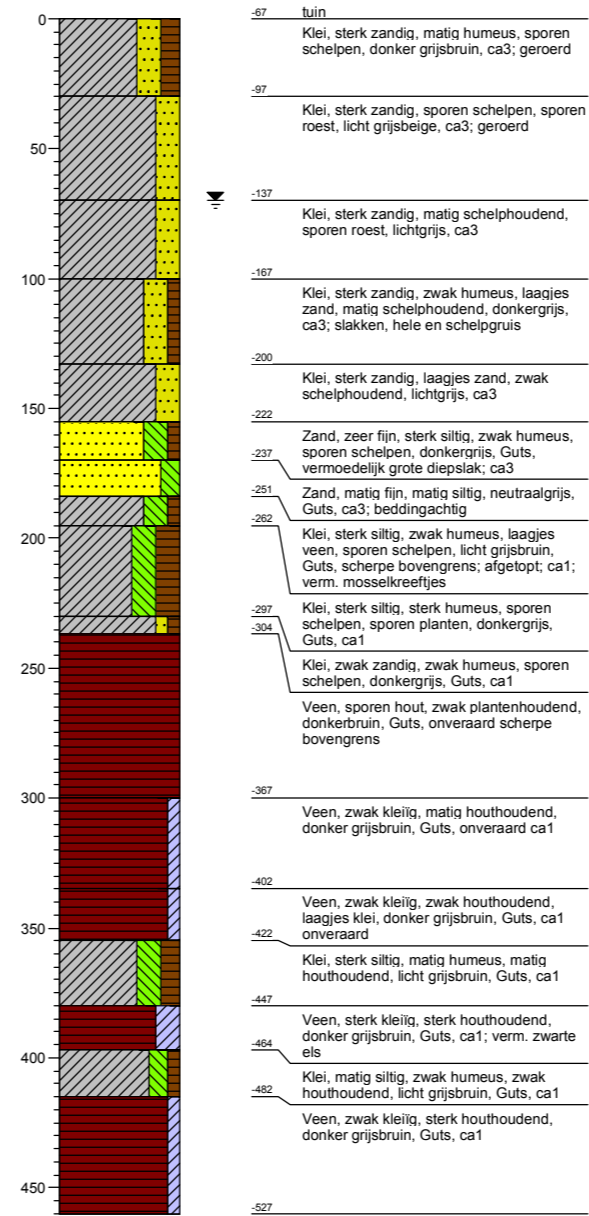 0
-67 tuin
Klei, sterk zandig, matig humeus, sporen
schelpen, donker grijsbruin, ca3; geroerd
-97
Klei, sterk zandig, sporen schelpen, sporen
roest, licht grijsbeige, ca3; geroerd
50
-137
Klei, sterk zandig, matig schelphoudend,
sporen roest, lichtgrijs, ca3
100
-167
Klei, sterk zandig, zwak humeus, laagjes
zand, matig schelphoudend, donkergrijs,
ca3; slakken, hele en schelpgruis
-200
Klei, sterk zandig, laagjes zand, zwak
schelphoudend, lichtgrijs, ca3
150
-222
Zand, zeer fijn, sterk siltig, zwak humeus,
sporen schelpen, donkergrijs, Guts,
vermoedelijk grote diepslak; ca3
-237
Zand, matig fijn, matig siltig, neutraalgrijs,
Guts, ca3; beddingachtig
-251
200
-262
Klei, sterk siltig, zwak humeus, laagjes
veen, sporen schelpen, licht grijsbruin,
Guts, scherpe bovengrens; afgetopt; ca1;
verm. mosselkreeftjes
-297
Klei, sterk siltig, sterk humeus, sporen
schelpen, sporen planten, donkergrijs,
Guts, ca1
-304
Klei, zwak zandig, zwak humeus, sporen
schelpen, donkergrijs, Guts, ca1
250
Veen, sporen hout, zwak plantenhoudend,
donkerbruin, Guts, onveraard scherpe
bovengrens
300
-367
Veen, zwak kleiïg, matig houthoudend,
donker grijsbruin, Guts, onveraard ca1
-402
Veen, zwak kleiïg, zwak houthoudend,
laagjes klei, donker grijsbruin, Guts, ca1
onveraard
350
-422
Klei, sterk siltig, matig humeus, matig
houthoudend, licht grijsbruin, Guts, ca1
-447
Veen, sterk kleiïg, sterk houthoudend,
donker grijsbruin, Guts, ca1; verm. zwarte
els
400
-464
Klei, matig siltig, zwak humeus, zwak
houthoudend, licht grijsbruin, Guts, ca1
-482
Veen, zwak kleiïg, sterk houthoudend,
donker grijsbruin, Guts, ca1
450
-527